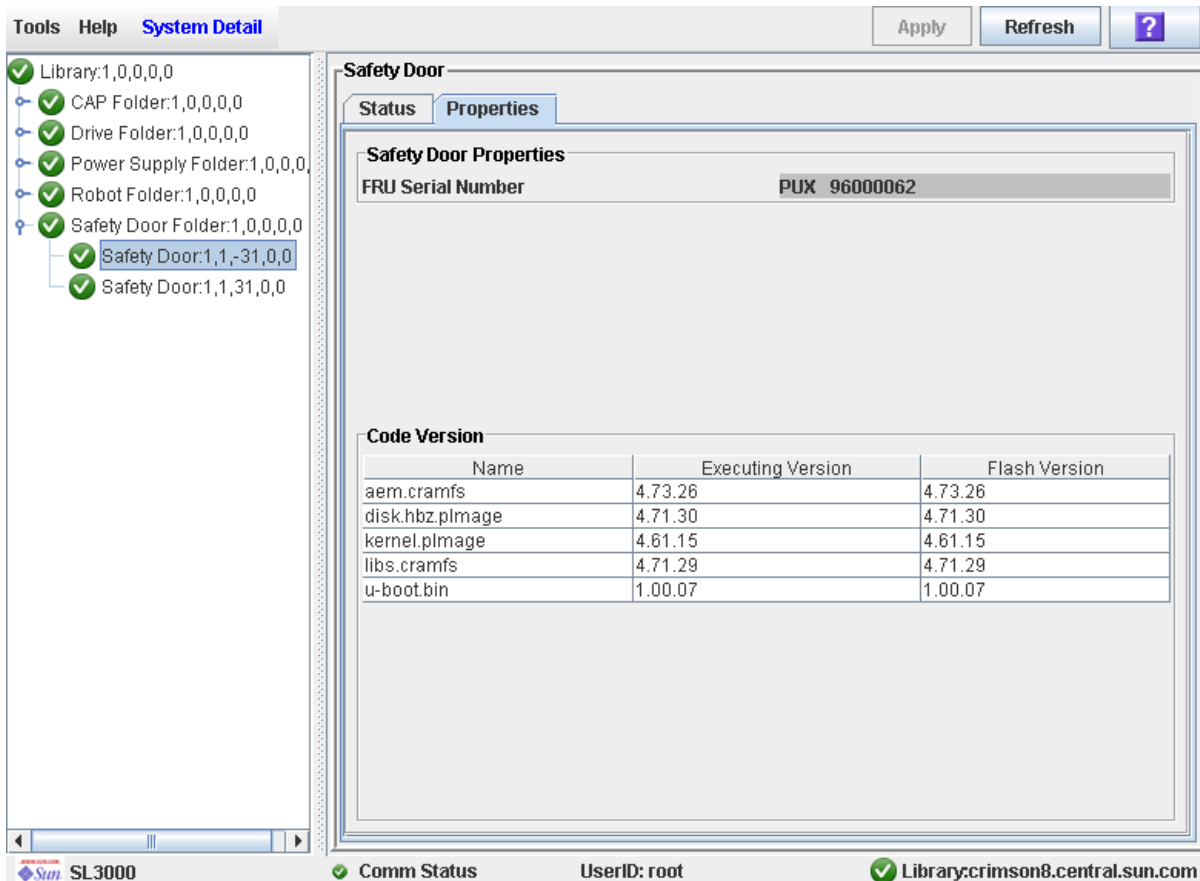 Tools Help System Detail Apply Refresh ?
Library:1,0,0,0,0
CAP Folder:1,0,0,0,0
Drive Folder:1,0,0,0,0
Power Supply Folder:1,0,0,0,
Robot Folder:1,0,0,0,0
Safety Door Folder:1,0,0,0,0
Safety Door:1,1,-31,0,0
Safety Door:1,1,31,0,0
Safety Door
Status Properties
Safety Door Properties
FRU Serial Number PUX 96000062
Code Version
Name Executing Version Flash Version
aem.cramfs 4.73.26 4.73.26
disk.hbz.pImage 4.71.30 4.71.30
kernel.pImage 4.61.15 4.61.15
libs.cramfs 4.71.29 4.71.29
u-boot.bin 1.00.07 1.00.07
Sun SL3000 Comm Status UserID: root Library:crimson8.central.sun.com